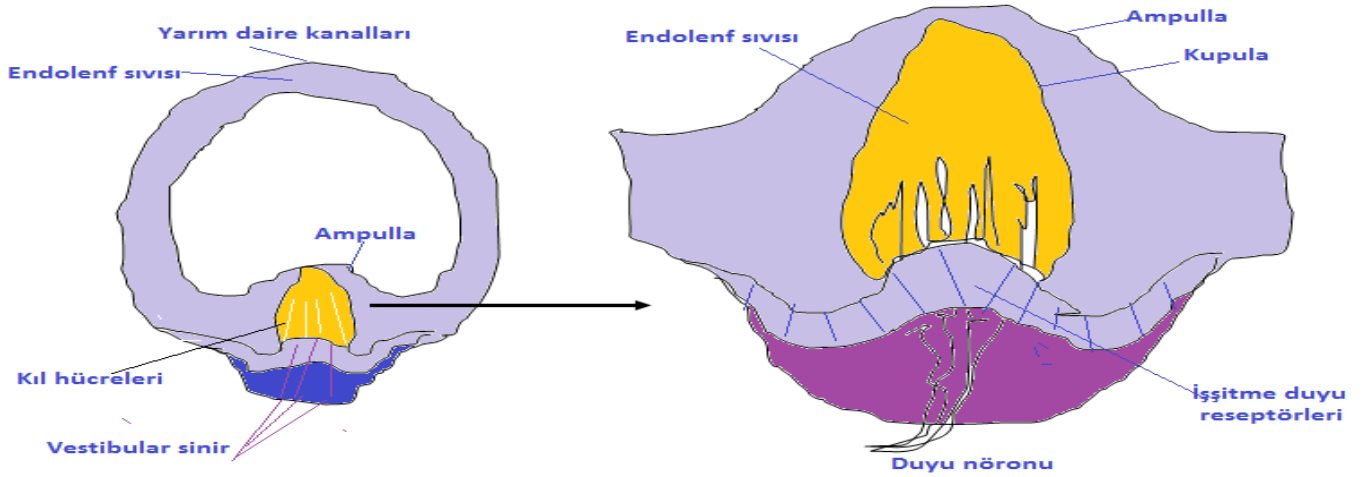 Yarım daire kanalları
Endolenf sıvısı
Ampulla
Kıl hücreleri
Vestibular sinir
Ampulla
Endolenf sıvısı
Kupula
İşşitme duyu
reseptörleri
Duyu nöronu